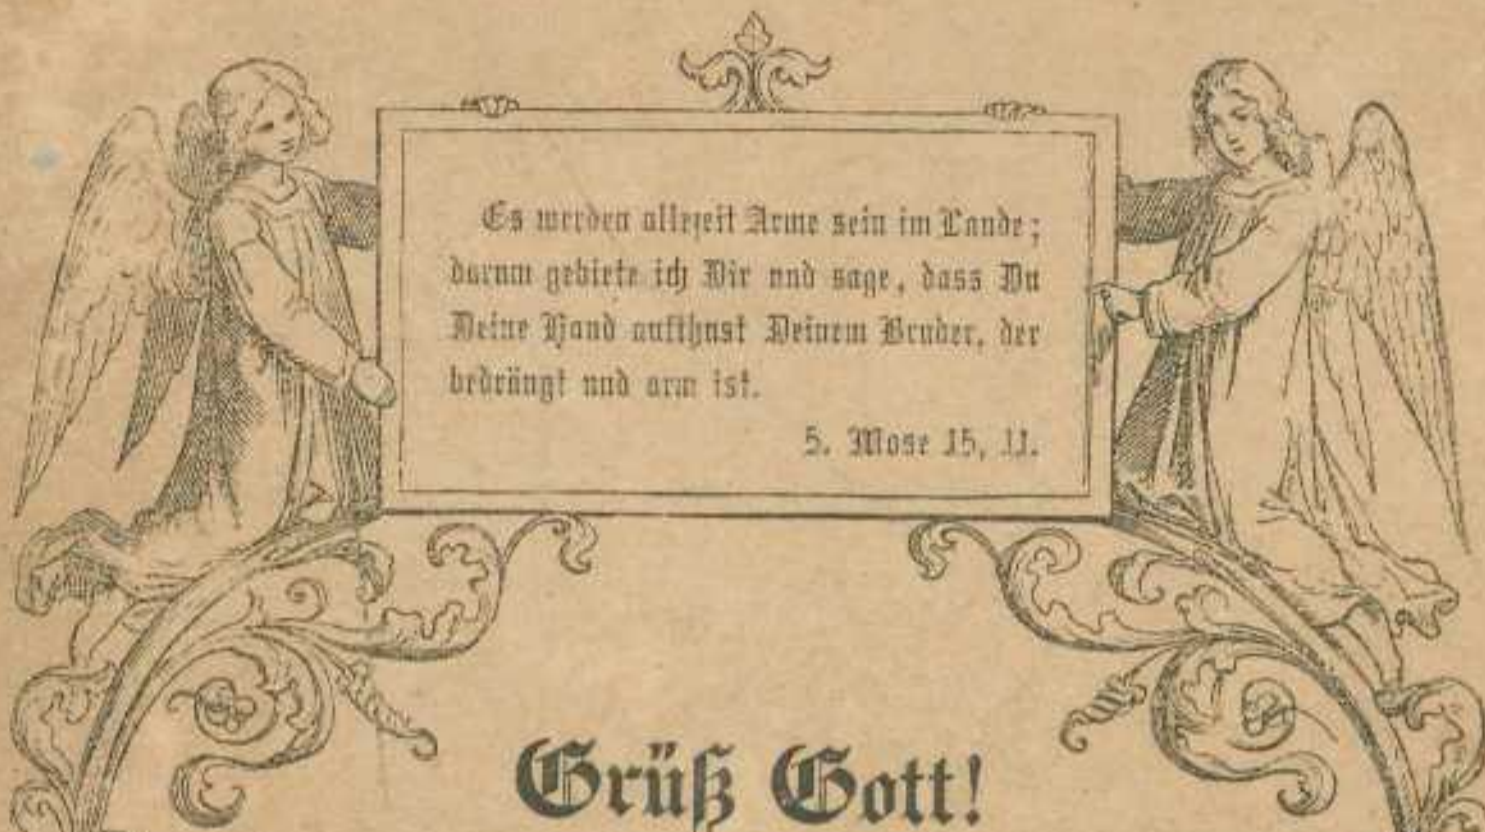 Es werden allezeit Arme sein im Lande;
darum gebiete ich Dir und sage, dass Du
Deine Hand aufthust Deinem Bruder, der
bedrängt und arm ist.
5. Mose 15, 11.
Grüß Gott!